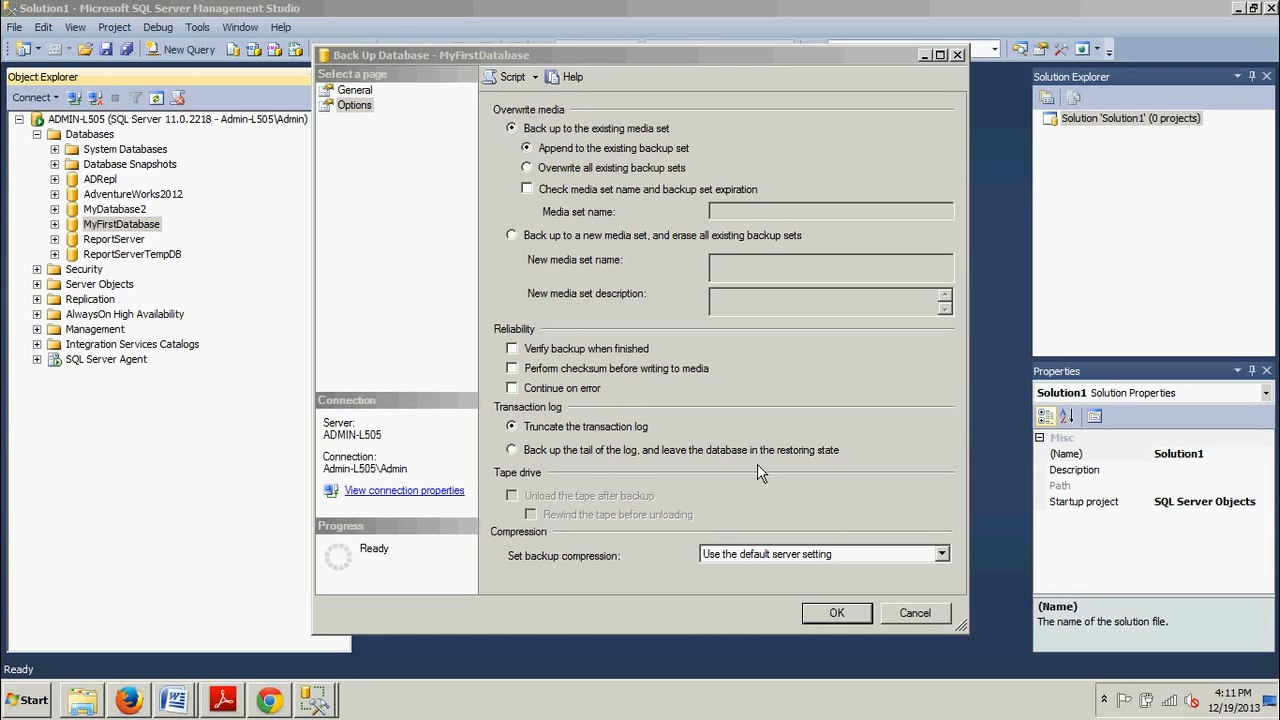 Solution1 - Microsoft SQL Server Management Studio
File Edit View Project Debug Tools Window Help
New Query
Back Up Database - MyFirstDatabase
Object Explorer
Connect
ADMIN-L505 (SQL Server 11.0.2218 - Admin-L505\Admin)
Databases
System Databases
Database Snapshots
ADRepl
AdventureWorks2012
MyDatabase2
MyFirstDatabase
ReportServer
ReportServerTempDB
Security
Server Objects
Replication
AlwaysOn High Availability
Management
Integration Services Catalogs
SQL Server Agent
Select a page
General
Options
Connection
Server:
ADMIN-L505
Connection:
Admin-L505\Admin
View connection properties
Progress
Ready
Script Help
Overwrite media
Back up to the existing media set
Append to the existing backup set
Overwrite all existing backup sets
Check media set name and backup set expiration
Media set name:
Back up to a new media set, and erase all existing backup sets
New media set name:
New media set description:
Reliability
Verify backup when finished
Perform checksum before writing to media
Continue on error
Transaction log
Truncate the transaction log
Back up the tail of the log, and leave the database in the restoring state
Tape drive
Unload the tape after backup
Rewind the tape before unloading
Compression
Set backup compression: Use the default server setting
OK Cancel
Solution Explorer
Solution 'Solution1' (0 projects)
Properties
Solution1 Solution Properties
Misc
(Name) Solution1
Description
Path
Startup project SQL Server Objects
(Name)
The name of the solution file.
Ready
Start
4:11 PM
12/19/2013